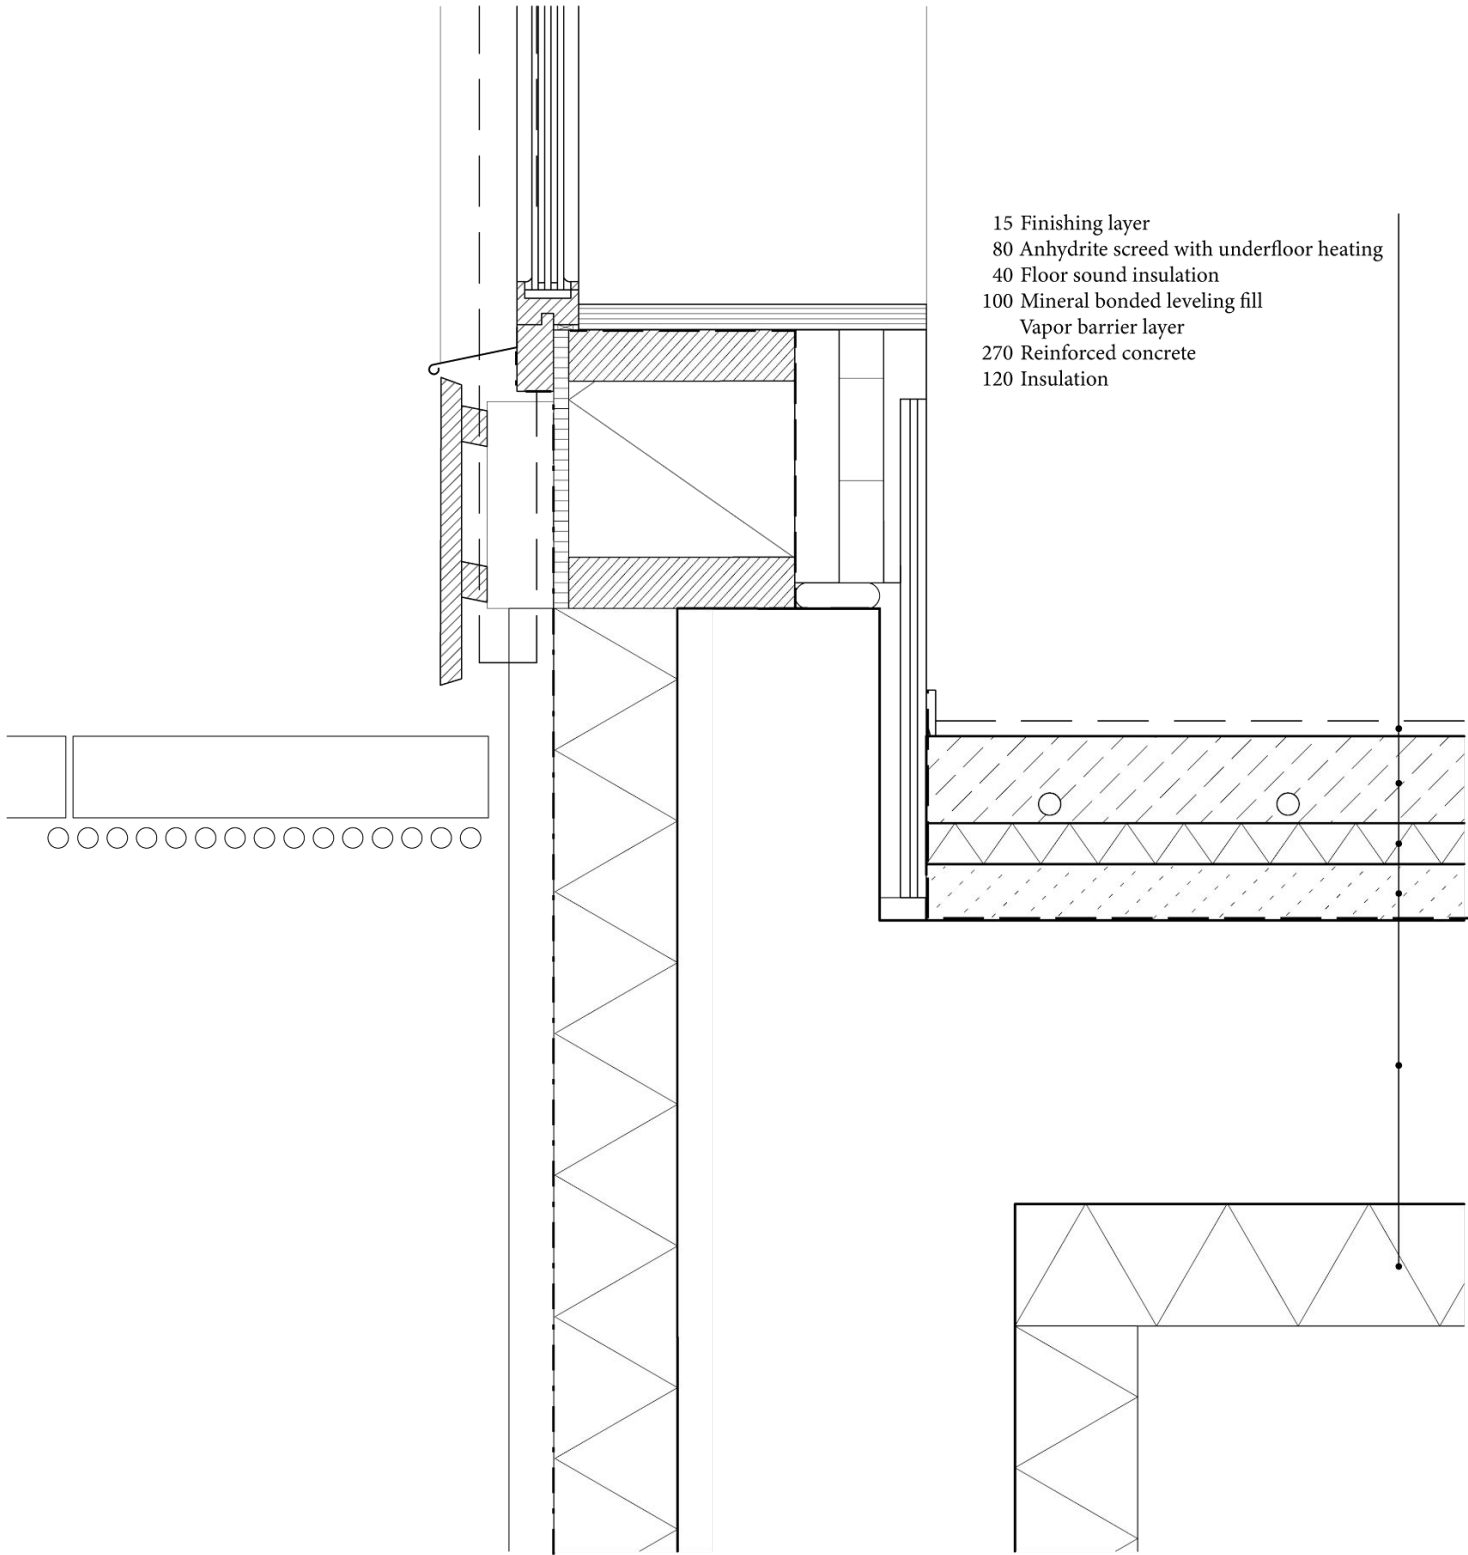 15 Finishing layer
80 Anhydrite screed with underfloor heating
40 Floor sound insulation
100 Mineral bonded leveling fill
Vapor barrier layer
270 Reinforced concrete
120 Insulation